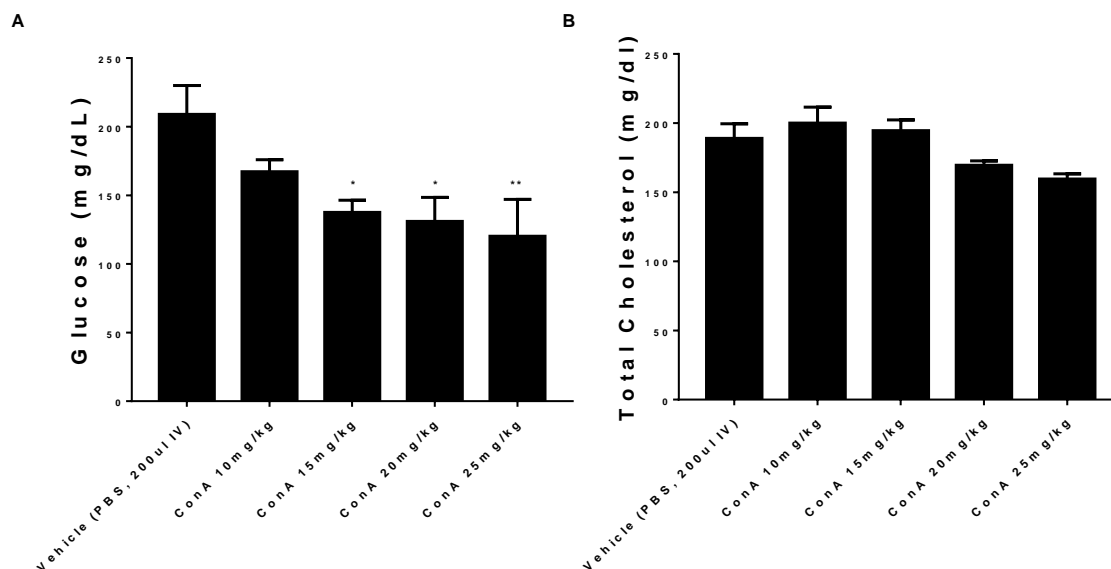 A
Glucose (mg/dL)
250
200
150
100
50
0
*
*
**
Vehicle (PBS, 200ul IV)
ConA 10mg/kg
ConA 15mg/kg
ConA 20mg/kg
ConA 25mg/kg
B
Total Cholesterol (mg/dl)
250
200
150
100
50
0
Vehicle (PBS, 200ul IV)
ConA 10mg/kg
ConA 15mg/kg
ConA 20mg/kg
ConA 25mg/kg